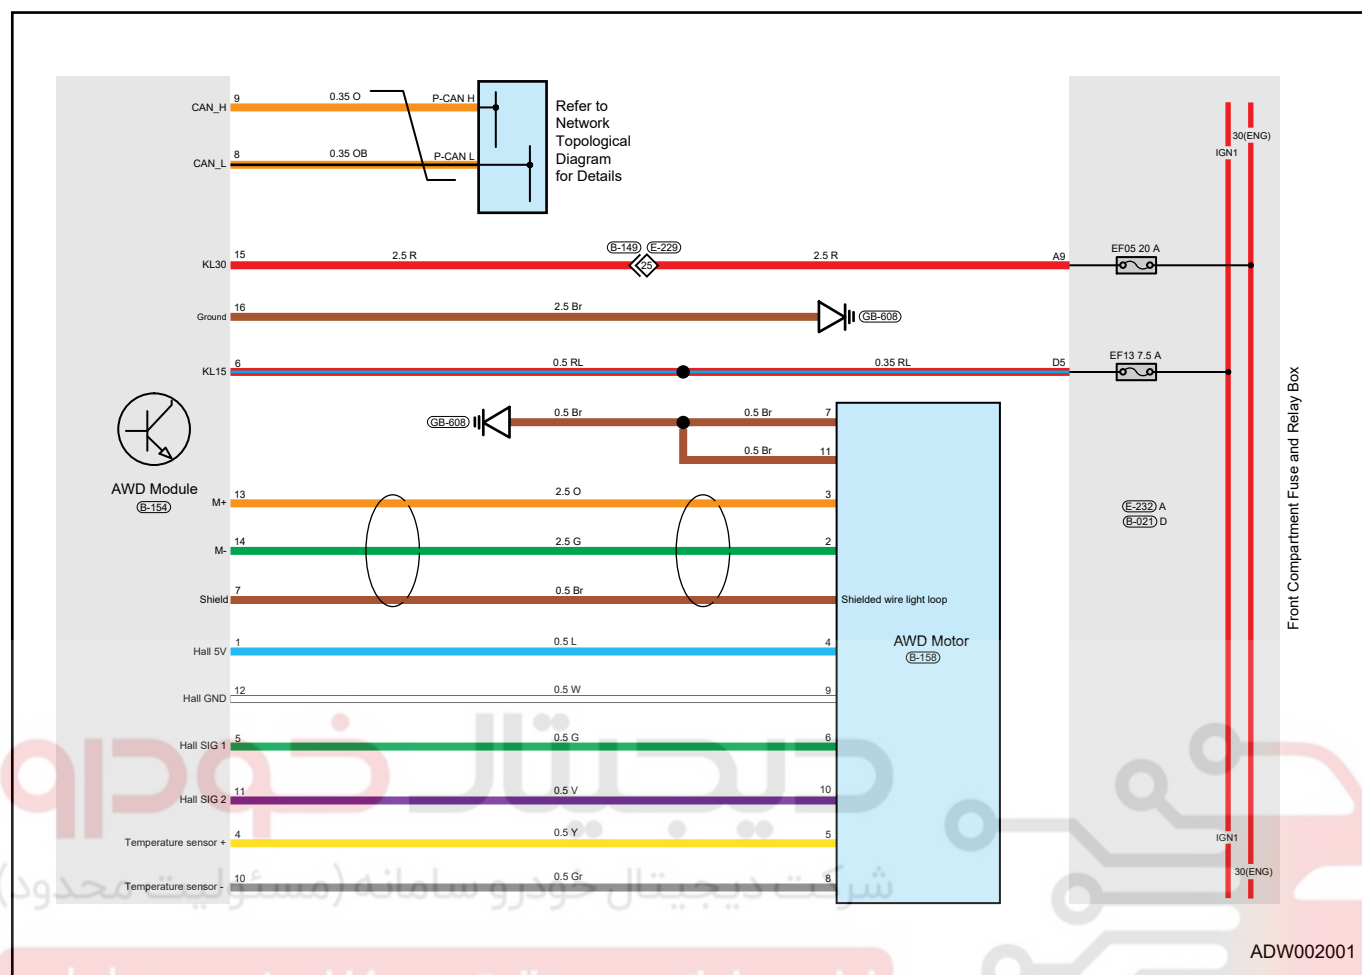 CAN_H 9 0.35 O P-CAN H
CAN_L 8 0.35 OB P-CAN L
Refer to
Network
Topological
Diagram
for Details
30(ENG)
IGN1
KL30 15 2.5 R B-149 E-229 25 2.5 R A9 EF05 20 A
Ground 16 2.5 Br GB-608
KL15 6 0.5 RL 0.35 RL D5 EF13 7.5 A
GB-608 0.5 Br 0.5 Br 7
0.5 Br 11
AWD Module
B-154
M+ 13 2.5 O 3
M- 14 2.5 G 2
Shield 7 0.5 Br Shielded wire light loop
AWD Motor
B-158
Hall 5V 1 0.5 L 4
Hall GND 12 0.5 W 9
Hall SIG 1 5 0.5 G 6
Hall SIG 2 11 0.5 V 10
Temperature sensor + 4 0.5 Y 5
Temperature sensor - 10 0.5 Gr 8
E-232 A
B-021 D
Front Compartment Fuse and Relay Box
IGN1
30(ENG)
دیجیتال خودرو
شرکت دیجیتال خودرو سامانه (مسئولیت محدود)
ADW002001